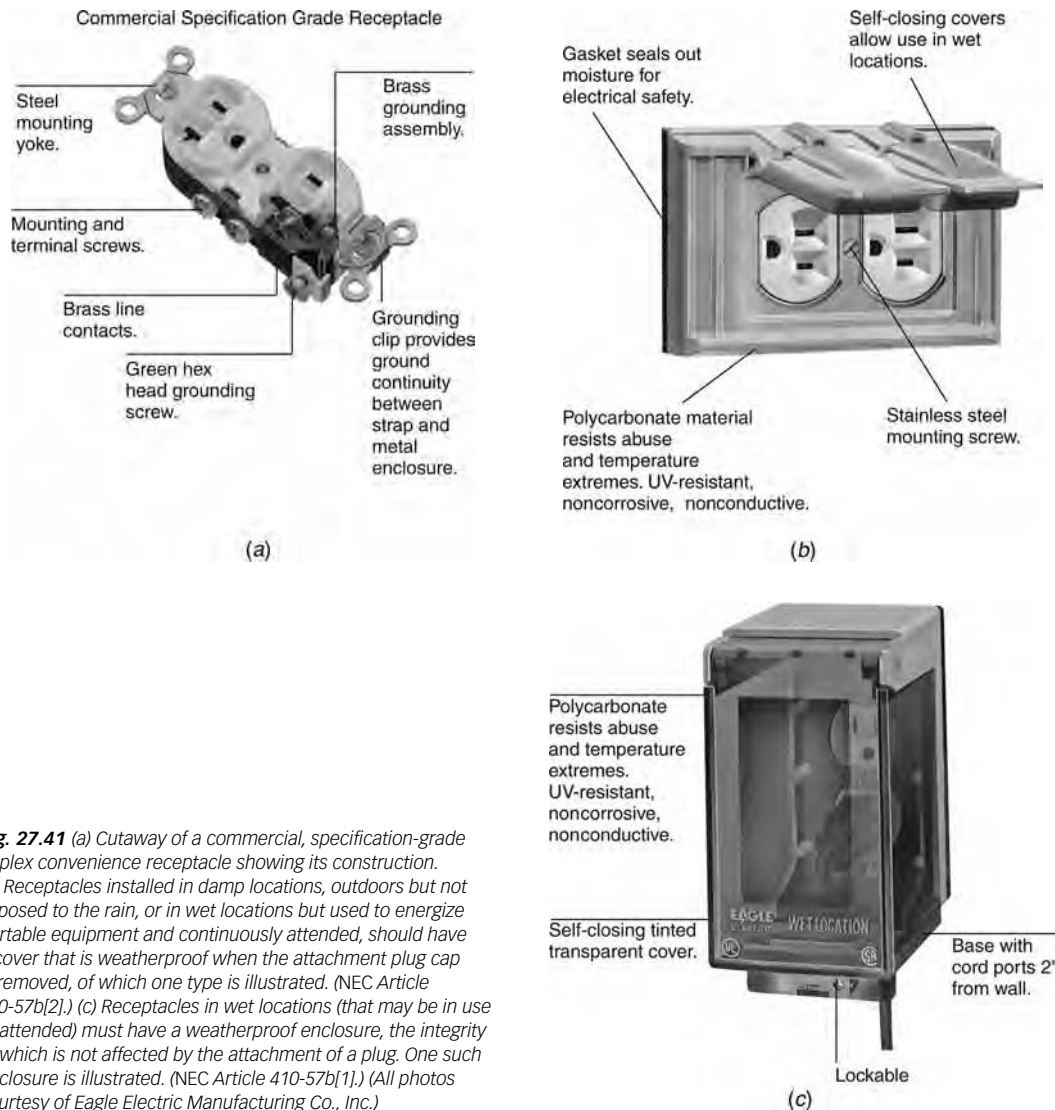 Commercial Specification Grade Receptacle
Steel
mounting
yoke.
Brass
grounding
assembly.
Mounting and
terminal screws.
Brass line
contacts.
Green hex
head grounding
screw.
Grounding
clip provides
ground
continuity
between
strap and
metal
enclosure.
(a)
Gasket seals out
moisture for
electrical safety.
Self-closing covers
allow use in wet
locations.
Polycarbonate material
resists abuse
and temperature
extremes. UV-resistant,
noncorrosive, nonconductive.
Stainless steel
mounting screw.
(b)
Polycarbonate
resists abuse
and temperature
extremes.
UV-resistant,
noncorrosive,
nonconductive.
Self-closing tinted
transparent cover.
EAGLE
WET LOCATION
UL
Base with
cord ports 2"
from wall.
Lockable
(c)
g. 27.41 (a) Cutaway of a commercial, specification-grade
plex convenience receptacle showing its construction.
Receptacles installed in damp locations, outdoors but not
posed to the rain, or in wet locations but used to energize
rtable equipment and continuously attended, should have
cover that is weatherproof when the attachment plug cap
removed, of which one type is illustrated. (NEC Article
0-57b[2].) (c) Receptacles in wet locations (that may be in use
attended) must have a weatherproof enclosure, the integrity
which is not affected by the attachment of a plug. One such
closure is illustrated. (NEC Article 410-57b[1].) (All photos
urtesy of Eagle Electric Manufacturing Co., Inc.)